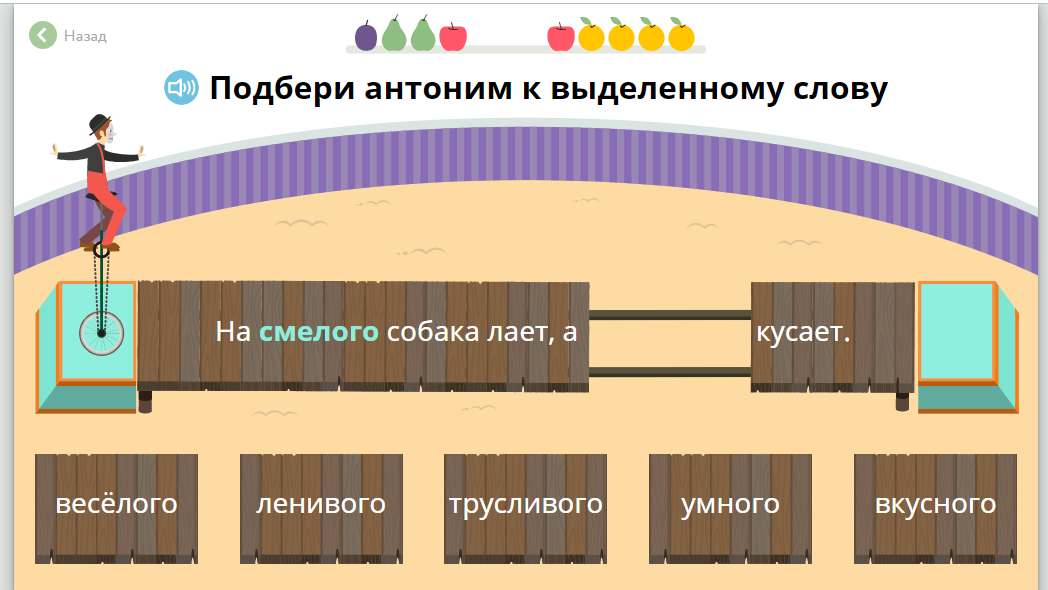 Назад
Подбери антоним к выделенному слову
На смелого собака лает, а кусает.
весёлого ленивого трусливого умного вкусного